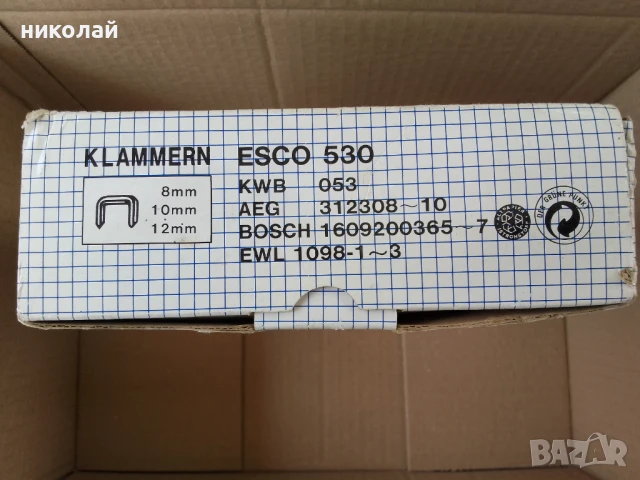 николай
KLAMMERN
8mm
10mm
12mm
ESCO 530
KWB 053
AEG 312308~10
BOSCH 1609200365~7
EWL 1098-1~3
DER GRÜNE PUNKT
BAZAR